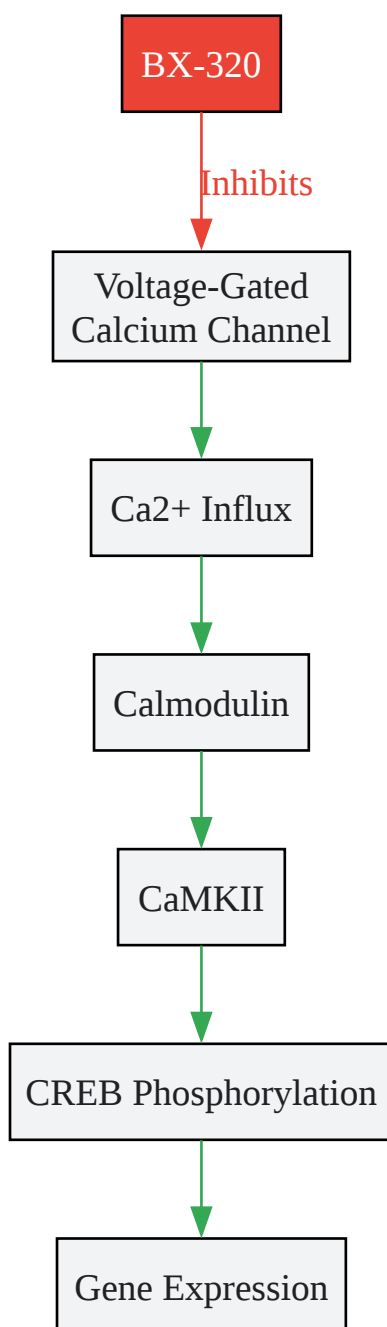 BX-320
Inhibits
Voltage-Gated
Calcium Channel
Ca2+ Influx
Calmodulin
CaMKII
CREB Phosphorylation
Gene Expression